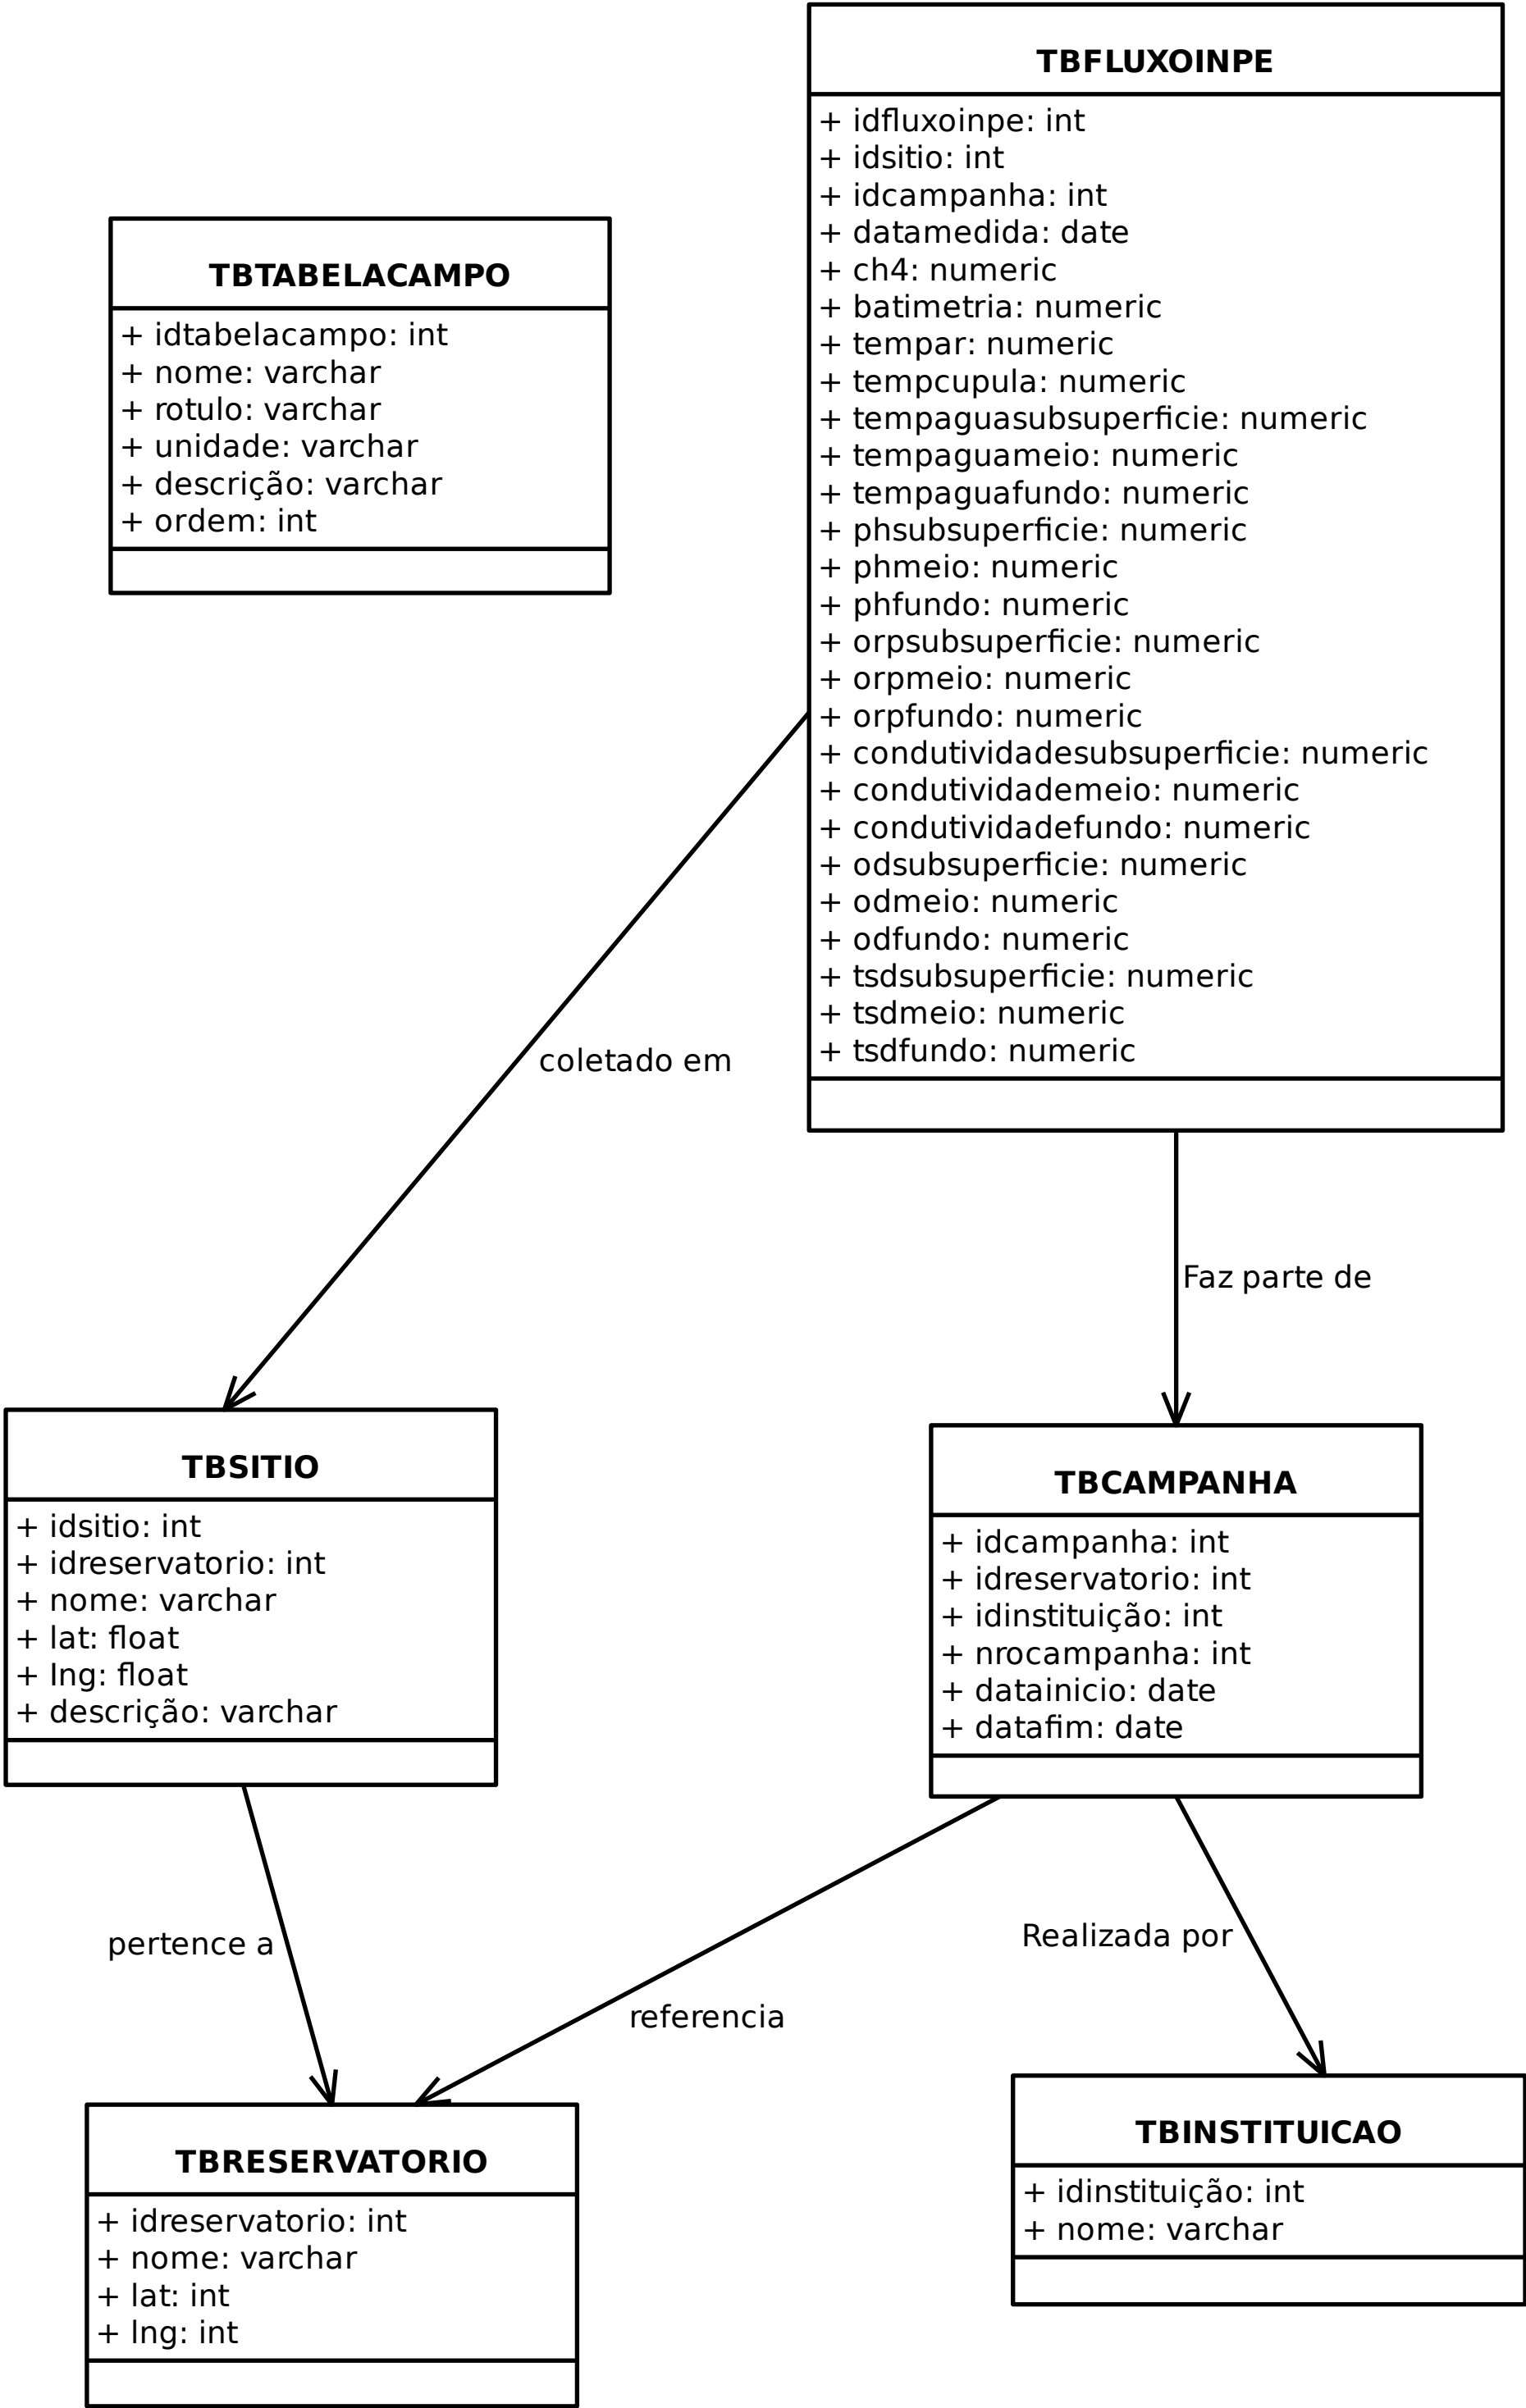 TBFLUXOINPE
+ idfluxoinpe: int
+ idsitio: int
+ idcampanha: int
+ datamedida: date
+ ch4: numeric
+ batimetria: numeric
+ tempar: numeric
+ tempcupula: numeric
+ tempaguasubsuperficie: numeric
+ tempaguameio: numeric
+ tempaguafundo: numeric
+ phsubsuperficie: numeric
+ phmeio: numeric
+ phfundo: numeric
+ orpsubsuperficie: numeric
+ orpmeio: numeric
+ orpfundo: numeric
+ condutividadesubsuperficie: numeric
+ condutividademeio: numeric
+ condutividadefundo: numeric
+ odsubsuperficie: numeric
+ odmeio: numeric
+ odfundo: numeric
+ tsdsubsuperficie: numeric
+ tsdmeio: numeric
+ tsdfundo: numeric
TBTABELACAMPO
+ idtabelacampo: int
+ nome: varchar
+ rotulo: varchar
+ unidade: varchar
+ descrição: varchar
+ ordem: int
coletado em
Faz parte de
TBSITIO
+ idsitio: int
+ idreservatorio: int
+ nome: varchar
+ lat: float
+ Ing: float
+ descrição: varchar
TBCAMPANHA
+ idcampanha: int
+ idreservatorio: int
+ idinstituição: int
+ nrocampanha: int
+ datainicio: date
+ datafim: date
pertence a
Realizada por
referencia
TBRESERVATORIO
+ idreservatorio: int
+ nome: varchar
+ lat: int
+ lng: int
TBINSTITUICAO
+ idinstituição: int
+ nome: varchar